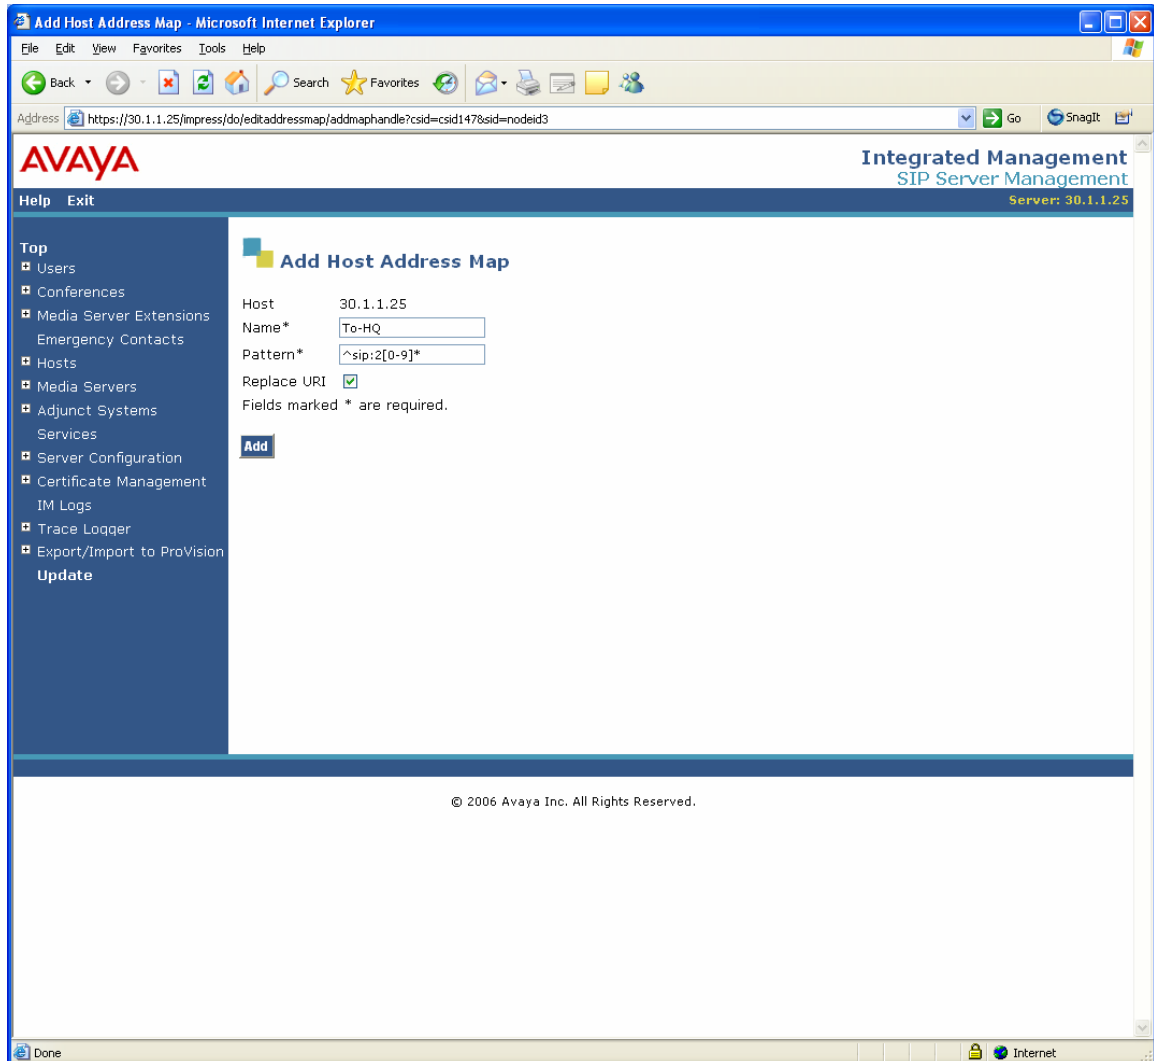 Add Host Address Map - Microsoft Internet Explorer
File Edit View Favorites Tools Help
Back Search Favorites
Address https://30.1.1.25/impress/do/editaddressmap/addmaphandle?csid=csid147&sid=nodeid3 Go SnagIt
AVAYA
Integrated Management
SIP Server Management
Help Exit
Server: 30.1.1.25
Top
Users
Conferences
Media Server Extensions
Emergency Contacts
Hosts
Media Servers
Adjunct Systems
Services
Server Configuration
Certificate Management
IM Logs
Trace Logger
Export/Import to ProVision
Update
Add Host Address Map
Host 30.1.1.25
Name* To-HQ
Pattern* ^sip:2[0-9]*
Replace URI
Fields marked * are required.
Add
© 2006 Avaya Inc. All Rights Reserved.
Done
Internet